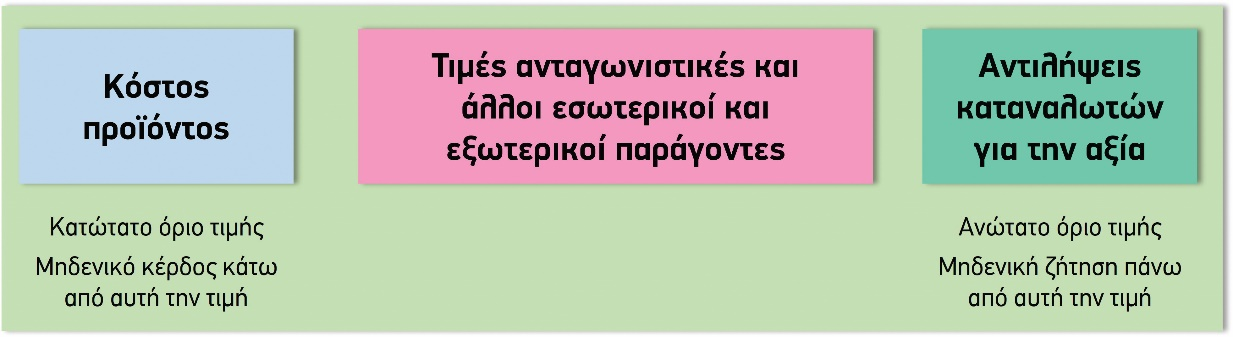 Κόστος
προϊόντος
Τιμές ανταγωνιστικές και
άλλοι εσωτερικοί και
εξωτερικοί παράγοντες
Αντιλήψεις
καταναλωτών
για την αξία
Κατώτατο όριο τιμής
Μηδενικό κέρδος κάτω
από αυτή την τιμή
Ανώτατο όριο τιμής
Μηδενική ζήτηση πάνω
από αυτή την τιμή